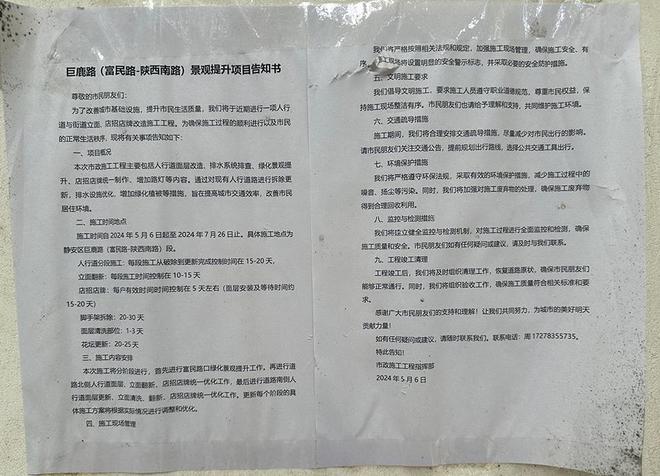 巨鹿路（富民路-陕西南路）景观提升项目告知书
尊敬的市民朋友们：
为了改善城市基础设施，提升市民生活质量，我们将于近期进行一项人行
道与街道立面、店招店牌改造施工工程。为确保施工过程的顺利进行以及市民
的正常生活秩序，现将有关事项告知如下：
一、项目概况
本次市政施工工程主要包括人行道面层改造、排水系统排查、绿化景观提
升、店招店牌统一制作、增加路灯等内容。通过对现有人行道路进行拆除更
新，排水设施优化、增加绿化植被等措施，旨在提高城市交通效率，改善市民
居住环境。
二、施工时间地点
施工时间自 2024 年 5 月 6 日起至 2024 年 7 月 26 日止。具体施工地点为
静安区巨鹿路（富民路-陕西南路）段。
人行道分段施工：每段施工从破除到更新完成控制时间在 15-20 天，
立面翻新：每段施工时间控制在 10-15 天
店招店牌：每户有效时间时间控制在 5 天左右（面层安装及等待时间约
15-20 天）
脚手架拆除：20-30 天
面层清洗部位：1-3 天
花坛更新：20-25 天
三、施工内容安排
本次施工将分阶段进行，首先进行富民路口绿化景观提升工作。再进行道
路北侧人行道面层、立面翻新、店招店牌统一优化工作，最后进行道路南侧人
行道面层更新、立面清洗、翻新、店招店牌统一优化工作。更新每个阶段的具
体施工方案将根据实际情况进行调整和优化。
四、施工现场管理
我们将严格按照相关法规和规定，加强施工现场管理，确保施工安全、有
序。工现场将设置明显的安全警示标志，并采取必要的安全防护措施。
五、文明施工要求
我们倡导文明施工，要求施工人员遵守职业道德规范，尊重市民权益，保
持施工现场整洁有序。市民朋友们也请给予理解和支持，共同维护施工环境。
六、交通疏导措施
施工期间，我们将合理安排交通疏导措施，尽量减少对市民出行的影响。
请市民朋友们关注交通公告，提前规划出行路线，选择公共交通工具出行。
七、环境保护措施
我们将严格遵守环保法规，采取有效的环境保护措施，减少施工过程中的
噪音、扬尘等污染。同时，我们将加强对施工废弃物的处理，确保施工废弃物
得到合理回收利用。
八、监控与检测措施
我们将建立健全监控与检测机制，对施工过程进行全面监控和检测，确保
施工质量和安全。市民朋友们如有任何疑问或建议，请及时与我们联系。
九、工程竣工清理
工程竣工后，我们将及时组织清理工作，恢复道路原状，确保市民朋友们
能够正常通行。同时，我们将组织验收工作，确保施工质量符合相关标准和要
求。
感谢广大市民朋友们的支持和理解！让我们共同努力，为城市的美好明天
贡献力量！
如有任何疑问或建议，请随时联系我们。联系电话：周 17278355735。
特此告知！
市政施工工程指挥部
2024 年 5 月 6 日